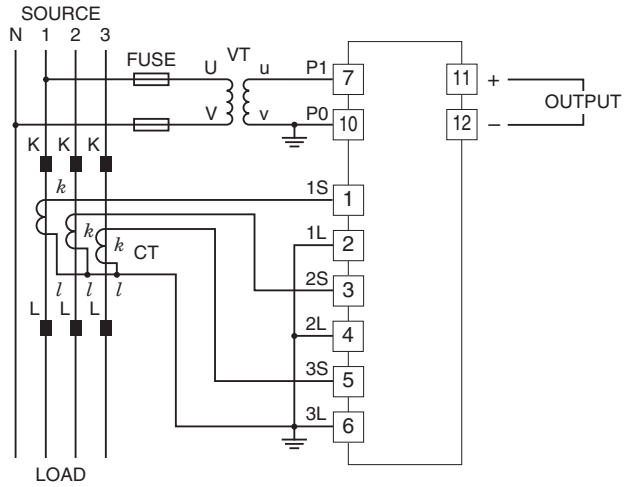 SOURCE
N 1 2 3
FUSE
U VT u P1 7
V v P0 10
11 +
OUTPUT
12 –
K K K
k 1S 1
k 1L 2
k CT
l l l 2S 3
L L L 2L 4
3S 5
3L 6
LOAD